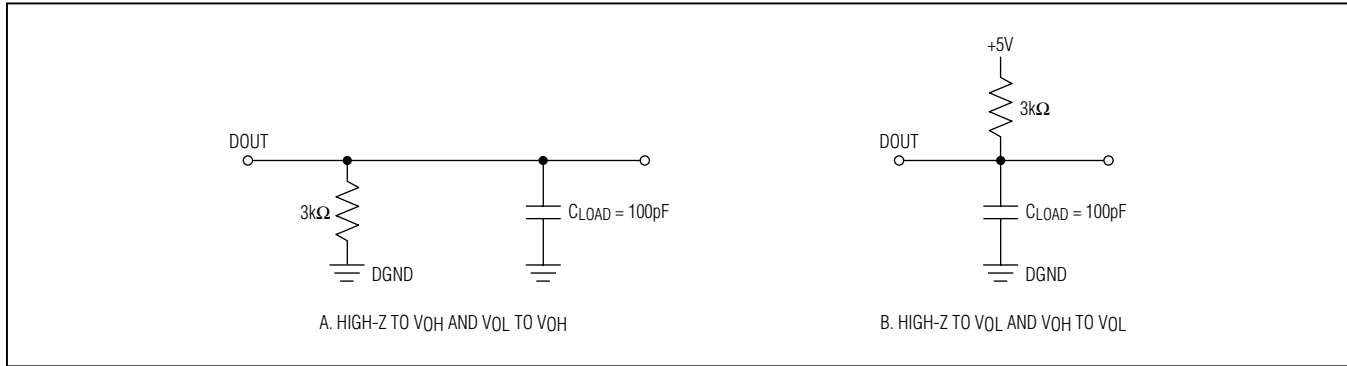 DOUT
3kΩ
CLOAD = 100pF
DGND
A. HIGH-Z TO VOH AND VOL TO VOH
+5V
3kΩ
DOUT
CLOAD = 100pF
DGND
B. HIGH-Z TO VOL AND VOH TO VOL